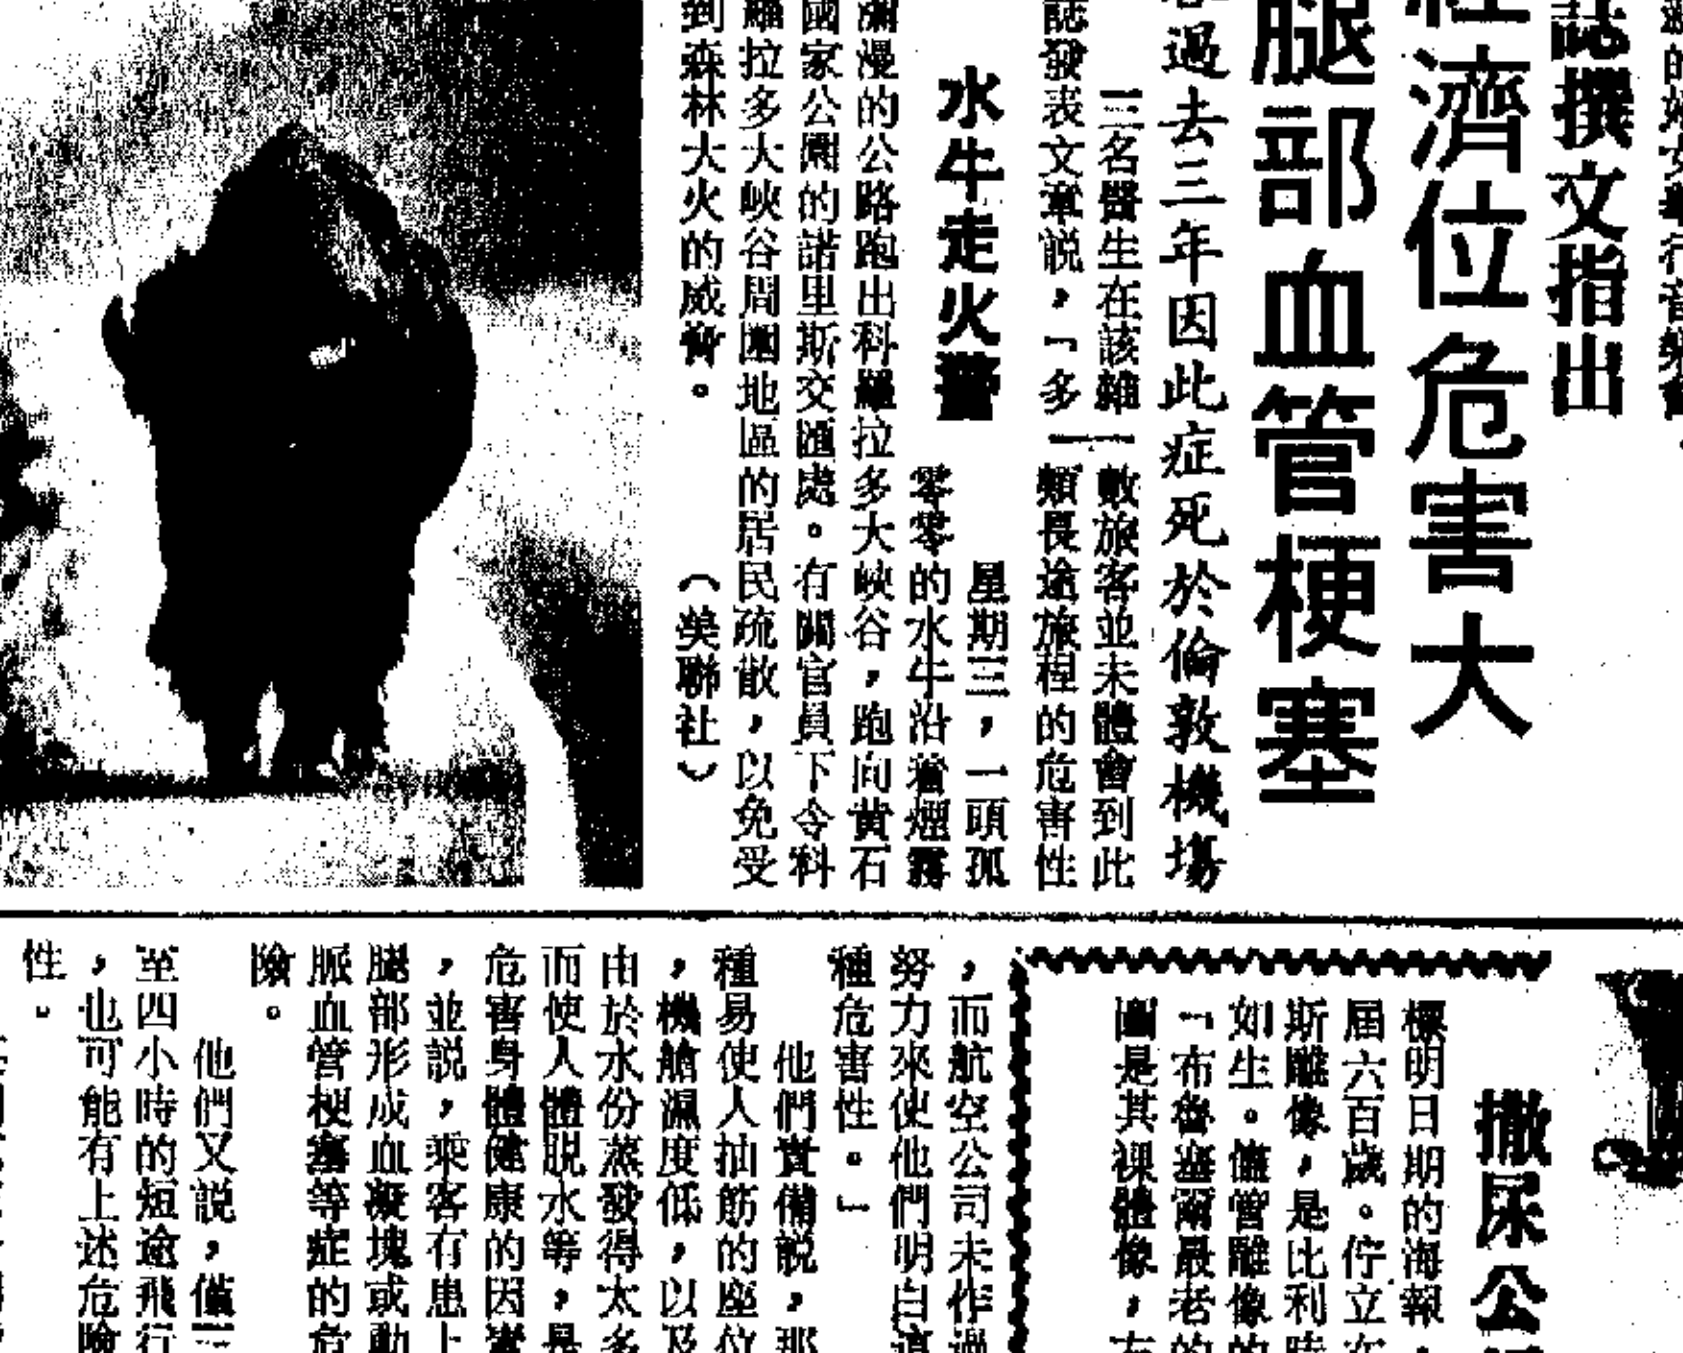 誌撰文指出
濟位危害大
腿部血管梗塞
過去三年因此症死於倫敦機場
三名醫生在該雜
誌發表文章說，「多
數旅客並未體會到此
類長途旅程的危害性
水牛走火警
星期三，一頭孤
零零的水牛沿着煙霧
瀰漫的公路跑出科羅拉多大峽谷，跑向黃石
國家公園的諾里斯交匯處。有關官員下令科
羅拉多大峽谷周圍地區的居民疏散，以免受
到森林大火的威脅。
（美聯社）
撒尿公
標明日期的海報
屆六百歲。佇立在
斯雕像，是比利時
如生。儘管雕像的
「布魯塞爾最老的
圖是其裸體像，左
，而航空公司未作過
努力來使他們明白這
種危害性。」
他們責備說，那
種易使人抽筋的座位
，機艙濕度低，以及
由於水份蒸發得太多
而使人體脫水等，是
危害身體健康的因素
，並説，乘客有患上
腿部形成血凝塊或動
脈血管梗塞等症的危
險。
他們又說，僅三
至四小時的短途飛行
，也可能有上述危險
性。